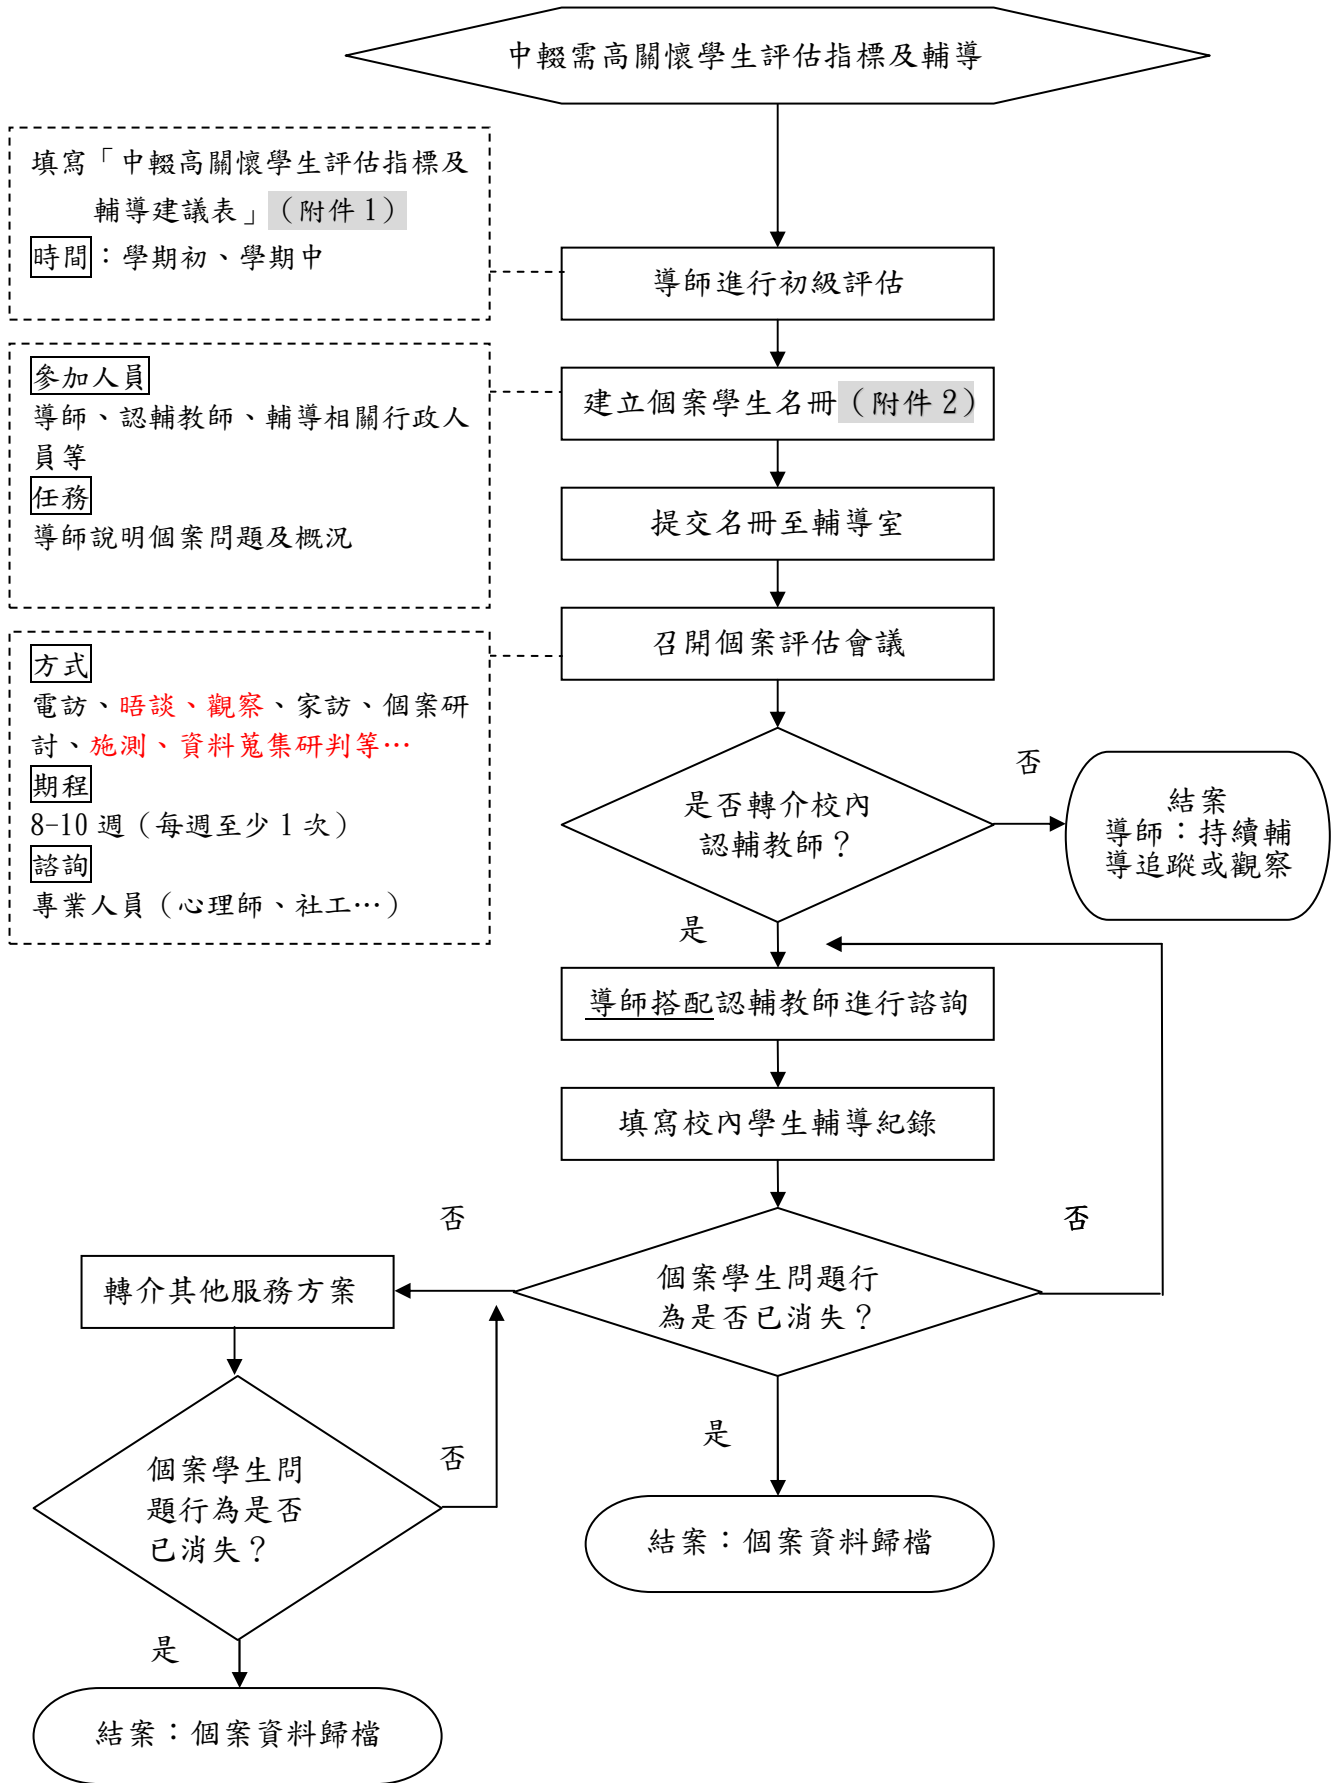 中輟需高關懷學生評估指標及輔導
填寫「中輟高關懷學生評估指標及
輔導建議表」（附件1）
時間：學期初、學期中
導師進行初級評估
參加人員
導師、認輔教師、輔導相關行政人
員等
任務
導師說明個案問題及概況
建立個案學生名冊（附件2）
提交名冊至輔導室
召開個案評估會議
方式
電訪、晤談、觀察、家訪、個案研
討、施測、資料蒐集研判等…
期程
8-10週（每週至少1次）
諮詢
專業人員（心理師、社工…）
是否轉介校內
認輔教師？
否
結案
導師：持續輔
導追蹤或觀察
是
導師搭配認輔教師進行諮詢
填寫校內學生輔導紀錄
否
否
轉介其他服務方案
個案學生問題行
為是否已消失？
是
否
個案學生問
題行為是否
已消失？
結案：個案資料歸檔
是
結案：個案資料歸檔